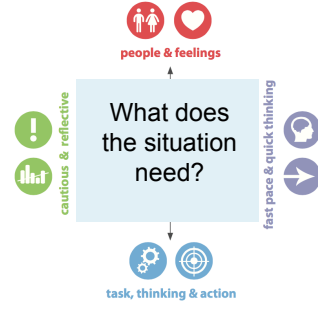 people & feelings
What does
the situation
need?
cautious & reflective
fast pace & quick thinking
task, thinking & action